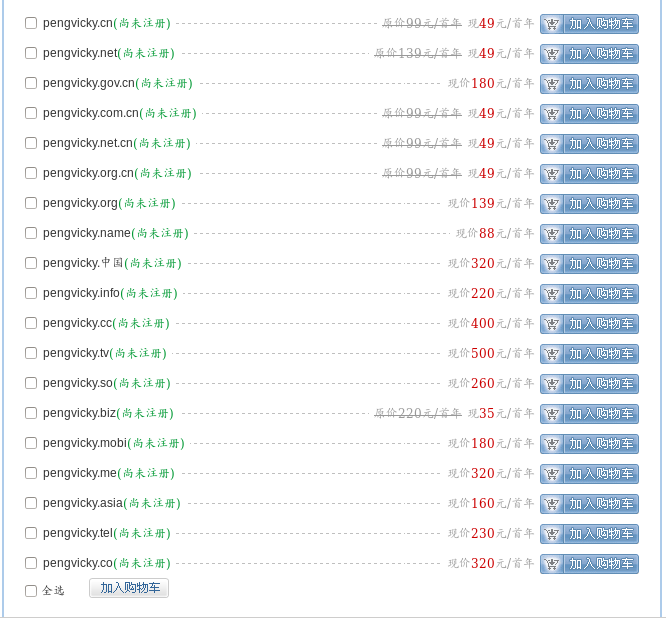 pengvicky.cn(尚未注册) 原价99元/首年 现49元/首年 加入购物车
pengvicky.net(尚未注册) 原价139元/首年 现49元/首年 加入购物车
pengvicky.gov.cn(尚未注册) 现价180元/首年 加入购物车
pengvicky.com.cn(尚未注册) 原价99元/首年 现49元/首年 加入购物车
pengvicky.net.cn(尚未注册) 原价99元/首年 现49元/首年 加入购物车
pengvicky.org.cn(尚未注册) 原价99元/首年 现49元/首年 加入购物车
pengvicky.org(尚未注册) 现价139元/首年 加入购物车
pengvicky.name(尚未注册) 现价88元/首年 加入购物车
pengvicky.中国(尚未注册) 现价320元/首年 加入购物车
pengvicky.info(尚未注册) 现价220元/首年 加入购物车
pengvicky.cc(尚未注册) 现价400元/首年 加入购物车
pengvicky.tv(尚未注册) 现价500元/首年 加入购物车
pengvicky.so(尚未注册) 现价260元/首年 加入购物车
pengvicky.biz(尚未注册) 原价220元/首年 现35元/首年 加入购物车
pengvicky.mobi(尚未注册) 现价180元/首年 加入购物车
pengvicky.me(尚未注册) 现价320元/首年 加入购物车
pengvicky.asia(尚未注册) 现价160元/首年 加入购物车
pengvicky.tel(尚未注册) 现价230元/首年 加入购物车
pengvicky.co(尚未注册) 现价320元/首年 加入购物车
全选 加入购物车